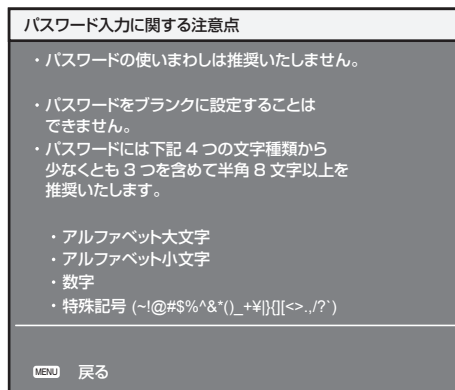 パスワード入力に関する注意点
・パスワードの使いまわしは推奨いたしません。
・パスワードをブランクに設定することは
できません。
・パスワードには下記 4 つの文字種類から
少なくとも 3 つを含めて半角 8 文字以上を
推奨いたします。
・アルファベット大文字
・アルファベット小文字
・数字
・特殊記号 (~!@#$%^&*()_+¥|}{][<>.,/?`)
MENU 戻る